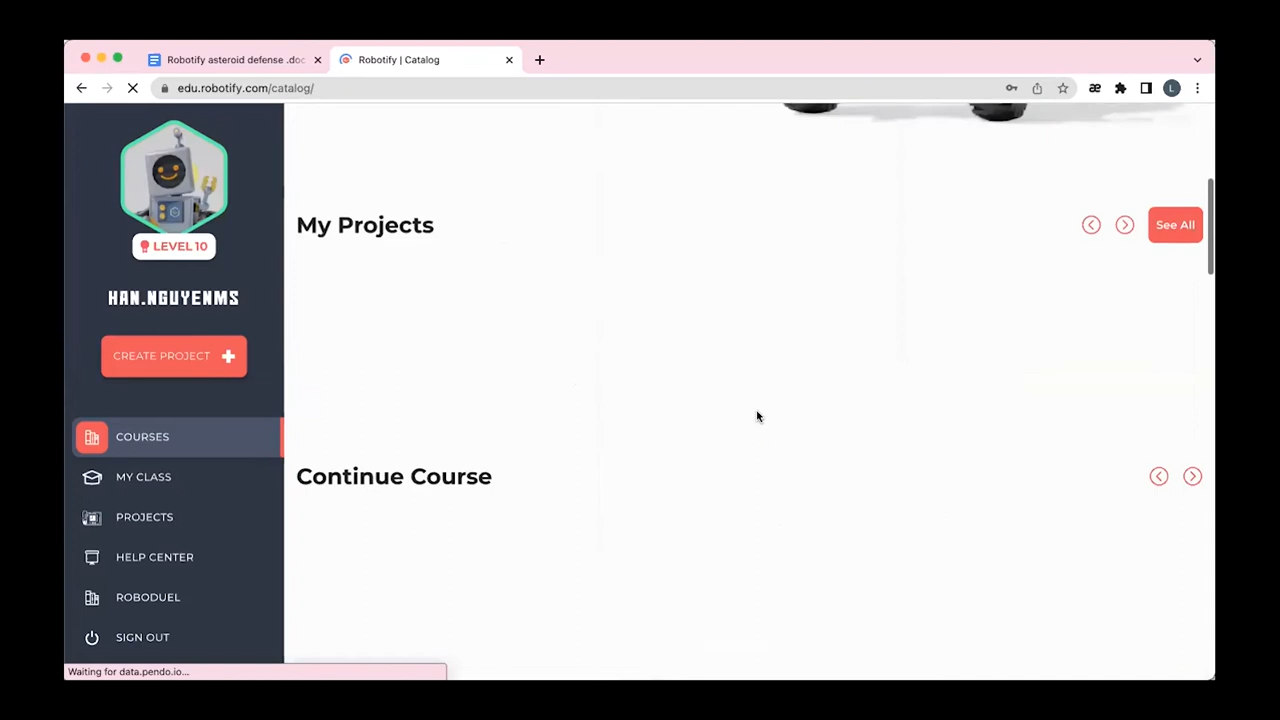 Robotify asteroid defense .doc
Robotify | Catalog
edu.robotify.com/catalog/
L
LEVEL 10
HAN.NGUYENMS
CREATE PROJECT
COURSES
MY CLASS
PROJECTS
HELP CENTER
ROBODUEL
SIGN OUT
My Projects
See All
Continue Course
Waiting for data.pendo.io...